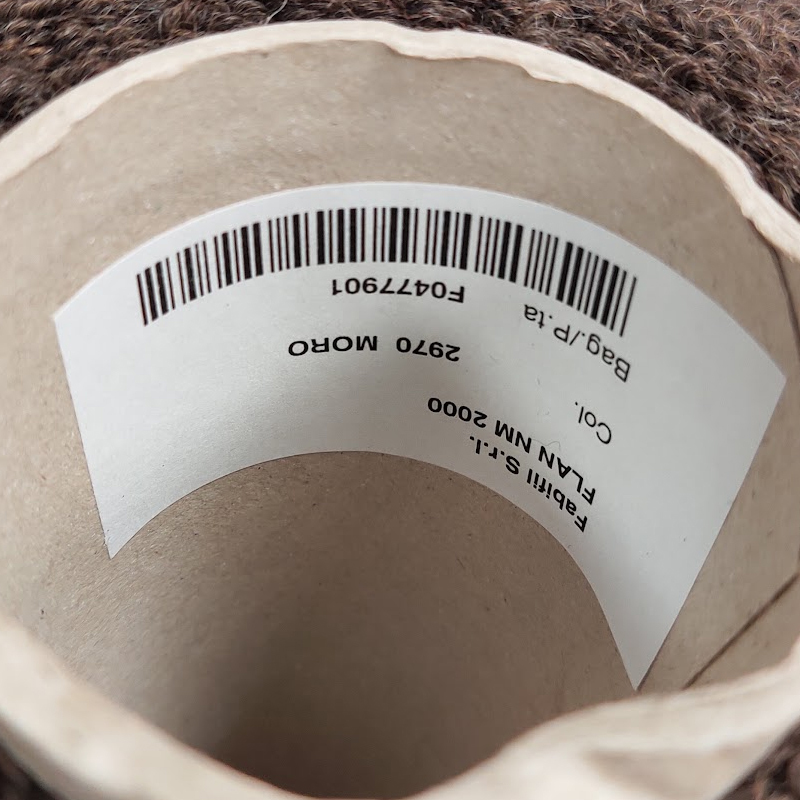 Fabifil S.r.l.
FLAN NM 2000
Col. 2970 MORO
Bag./P.ta F0477901